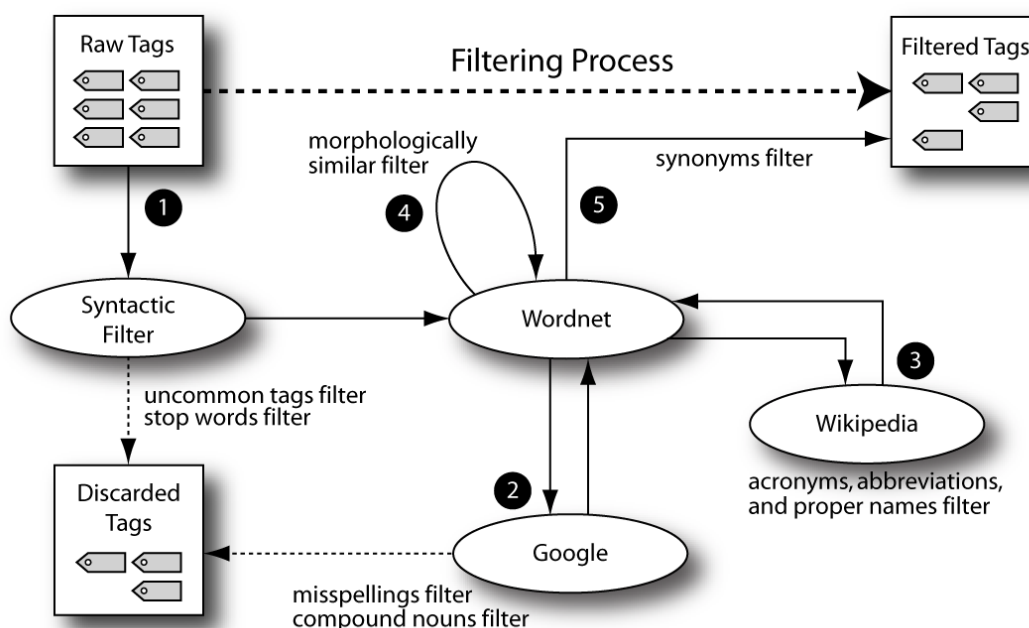 Raw Tags
Filtering Process
Filtered Tags
morphologically
similar filter
synonyms filter
1
4
5
Syntactic
Filter
Wordnet
3
uncommon tags filter
stop words filter
Wikipedia
acronyms, abbreviations,
and proper names filter
Discarded
Tags
2
Google
misspellings filter
compound nouns filter